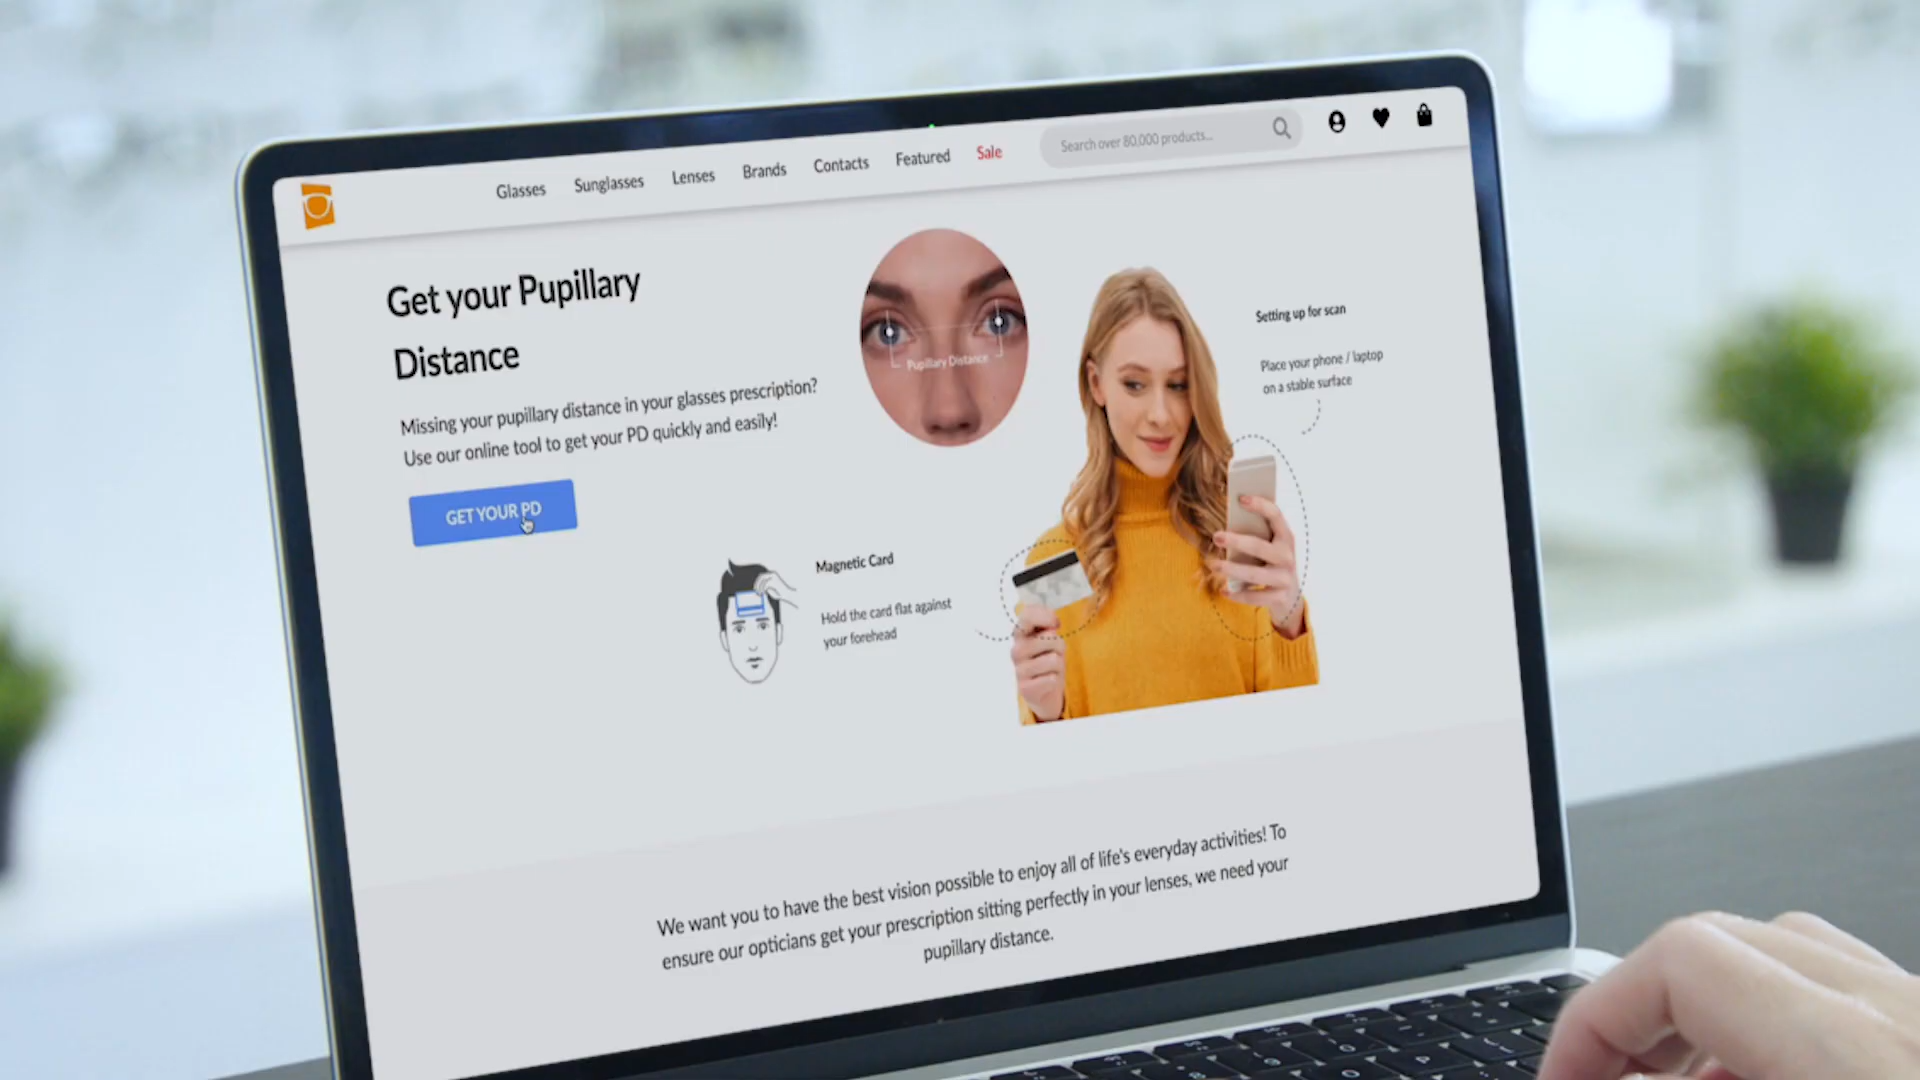 Glasses Sunglasses Lenses Brands Contacts Featured Sale Search over 80,000 products...
Get your Pupillary
Distance
Missing your pupillary distance in your glasses prescription?
Use our online tool to get your PD quickly and easily!
GET YOUR PD
Pupillary Distance
Setting up for scan
Place your phone / laptop
on a stable surface
Magnetic Card
Hold the card flat against
your forehead
We want you to have the best vision possible to enjoy all of life's everyday activities! To
ensure our opticians get your prescription sitting perfectly in your lenses, we need your
pupillary distance.